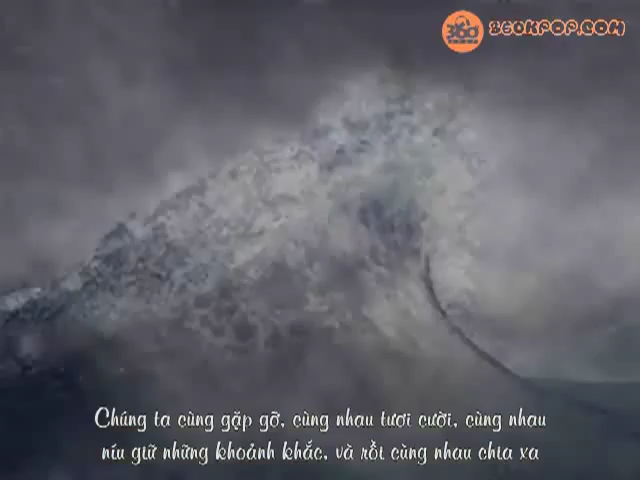 360°
360KPOP.COM
Chúng ta cùng gặp gỡ, cùng nhau tươi cười, cùng nhau
níu giữ những khoảnh khắc, và rồi cùng nhau chia xa